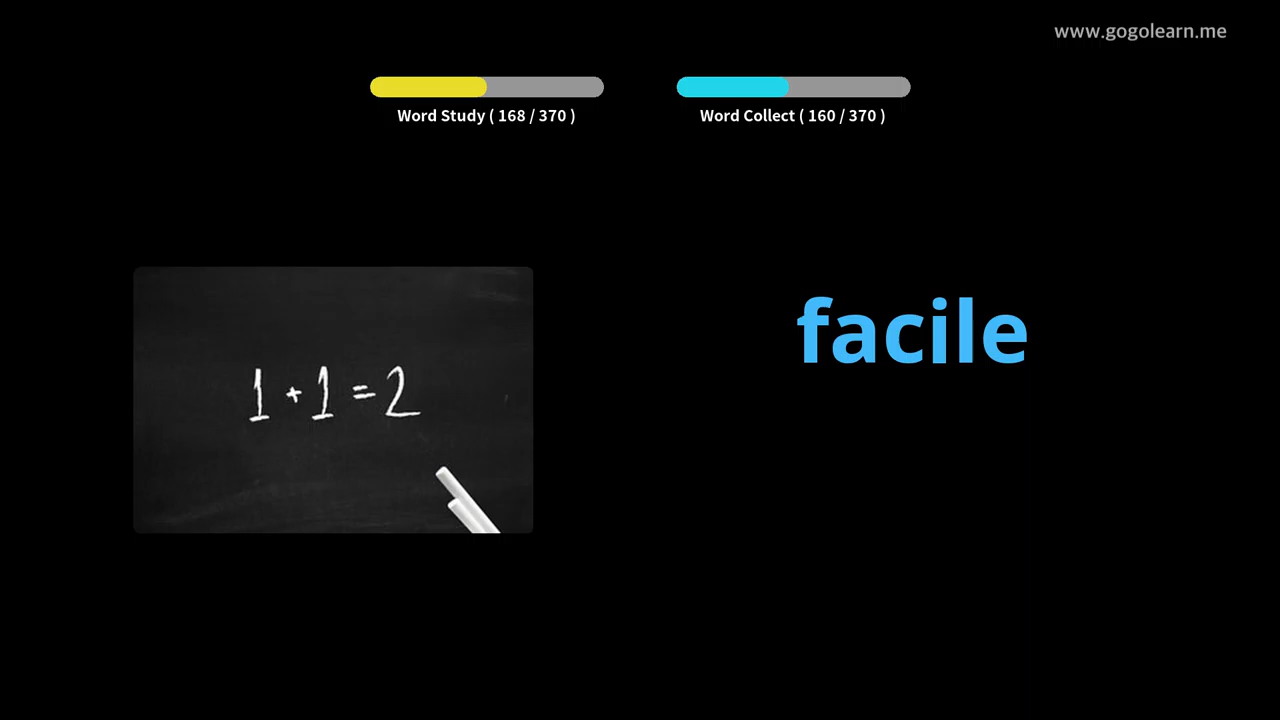 www.gogolearn.me
Word Study ( 168 / 370 )
Word Collect ( 160 / 370 )
facile
1 + 1 = 2